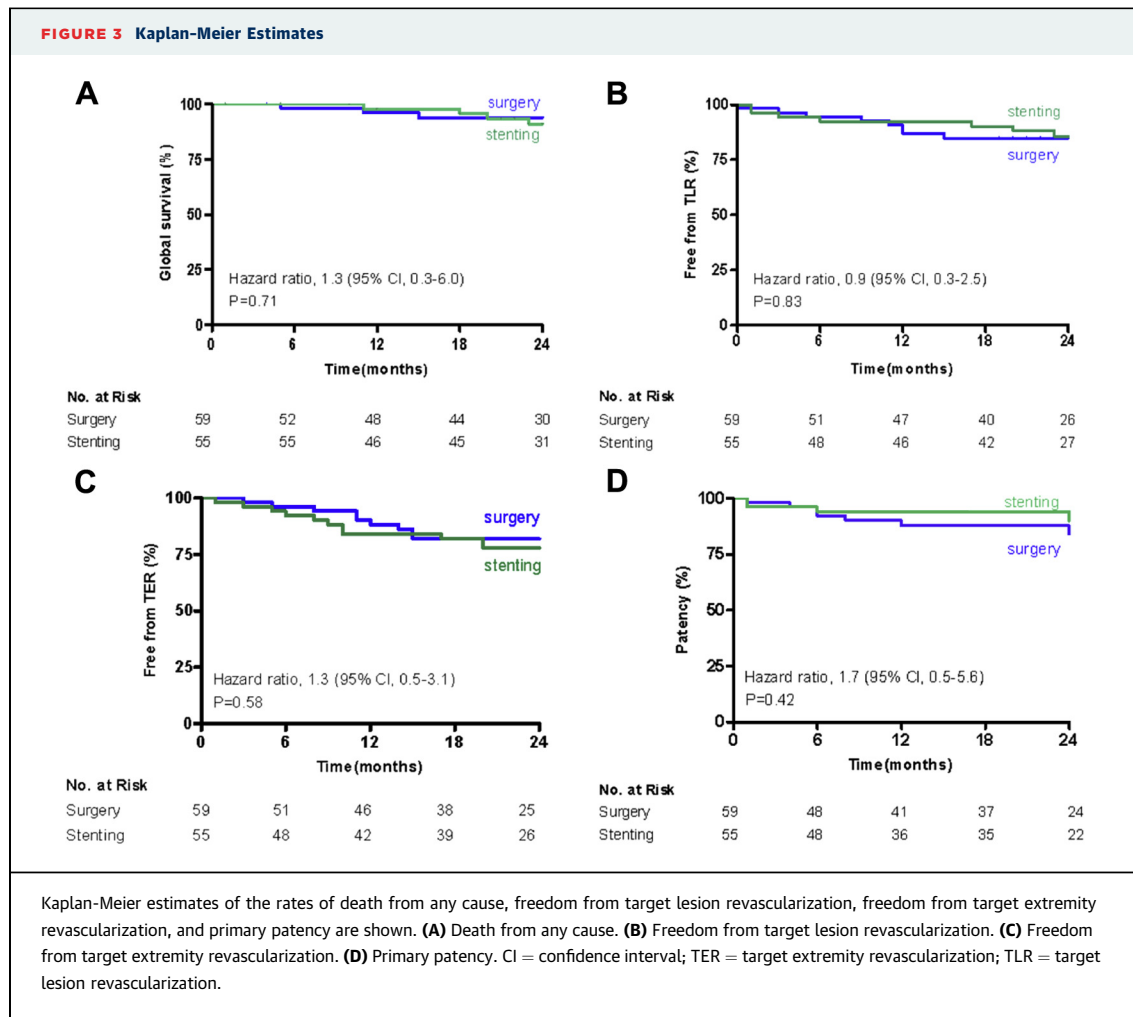 FIGURE 3 Kaplan-Meier Estimates
A
100
75
50
25
0
Global survival (%)
surgery
stenting
Hazard ratio, 1.3 (95% CI, 0.3-6.0)
P=0.71
0 6 12 18 24
Time(months)
No. at Risk
Surgery 59 52 48 44 30
Stenting 55 55 46 45 31
B
100
75
50
25
0
Free from TLR (%)
stenting
surgery
Hazard ratio, 0.9 (95% CI, 0.3-2.5)
P=0.83
0 6 12 18 24
Time(months)
No. at Risk
Surgery 59 51 47 40 26
Stenting 55 48 46 42 27
C
100
75
50
25
0
Free from TER (%)
surgery
stenting
Hazard ratio, 1.3 (95% CI, 0.5-3.1)
P=0.58
0 6 12 18 24
Time(months)
No. at Risk
Surgery 59 51 46 38 25
Stenting 55 48 42 39 26
D
100
75
50
25
0
Patency (%)
stenting
surgery
Hazard ratio, 1.7 (95% CI, 0.5-5.6)
P=0.42
0 6 12 18 24
Time(months)
No. at Risk
Surgery 59 48 41 37 24
Stenting 55 48 36 35 22
Kaplan-Meier estimates of the rates of death from any cause, freedom from target lesion revascularization, freedom from target extremity
revascularization, and primary patency are shown. (A) Death from any cause. (B) Freedom from target lesion revascularization. (C) Freedom
from target extremity revascularization. (D) Primary patency. CI = confidence interval; TER = target extremity revascularization; TLR = target
lesion revascularization.